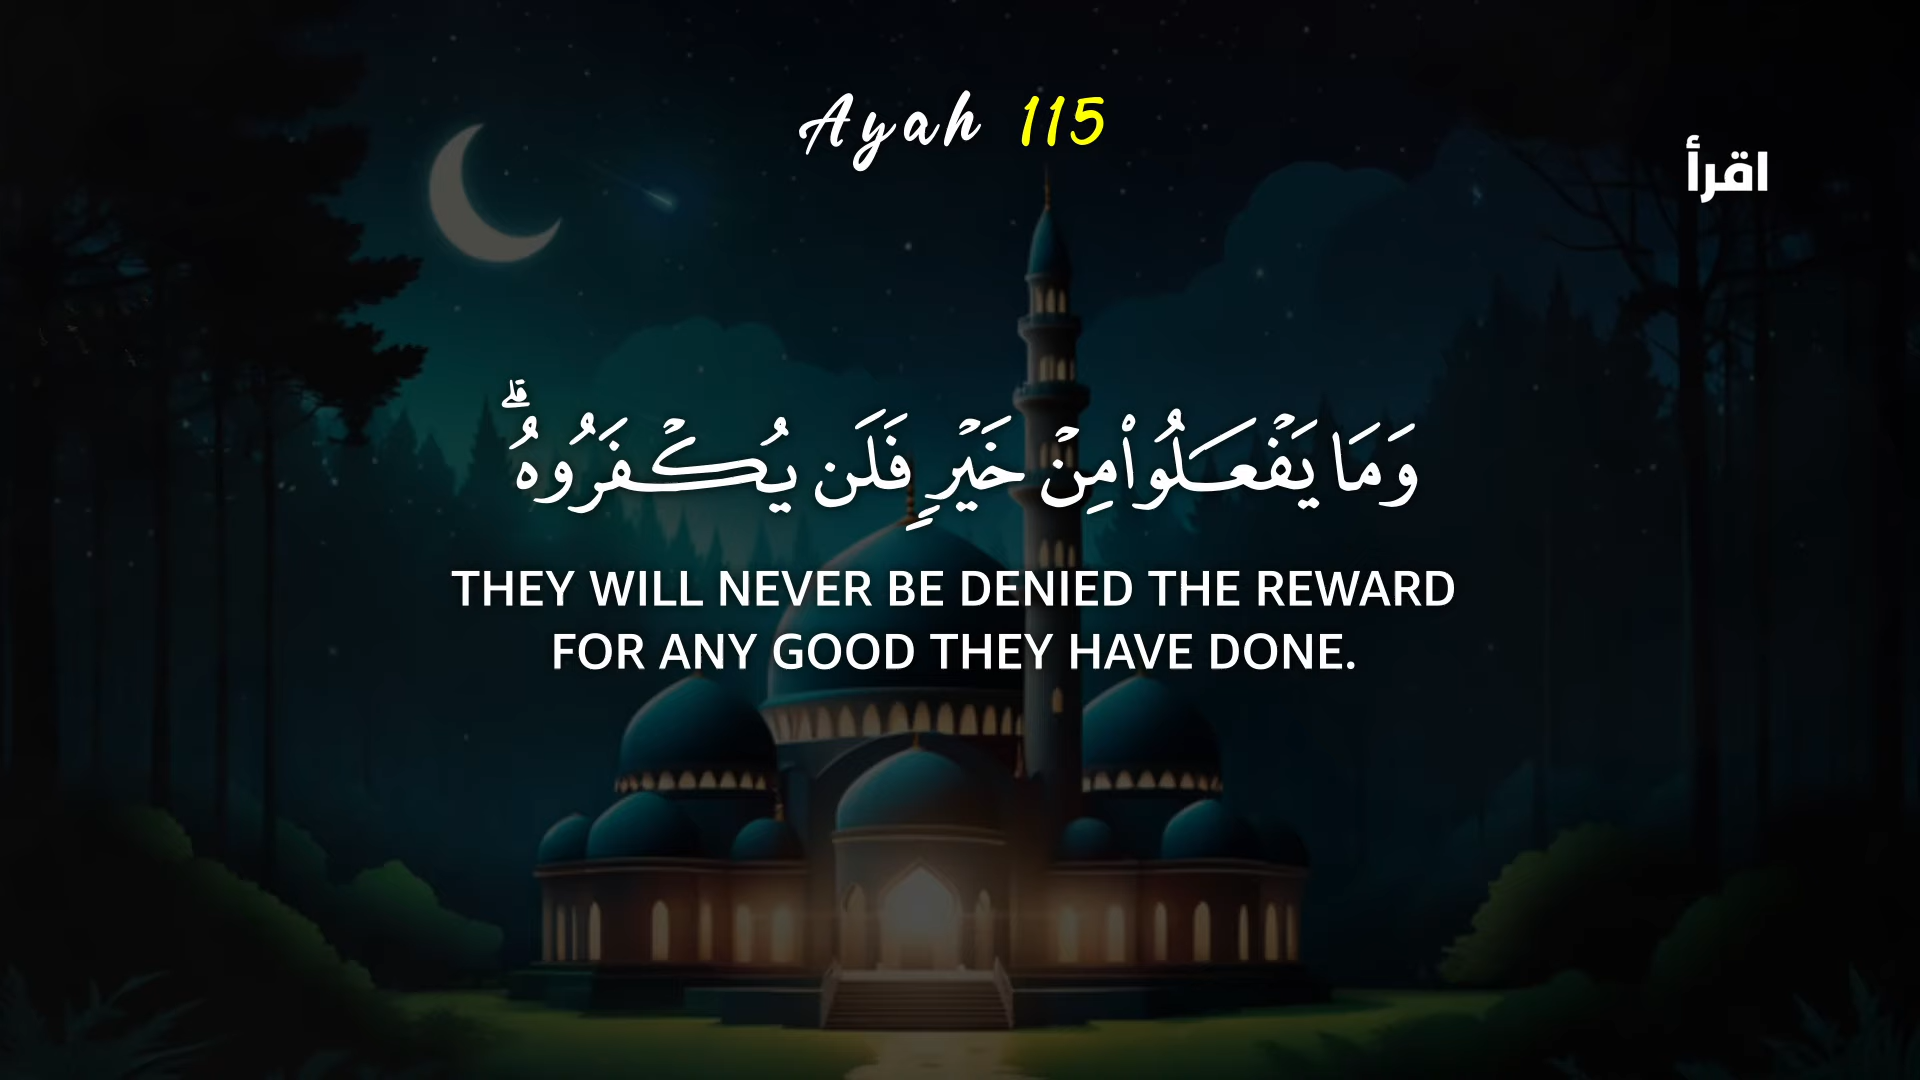 Ayah 115
اقرأ
وَمَا يَفْعَلُوا۟ مِنْ خَيْرٍ فَلَن يُكْفَرُوهُ ۗ
THEY WILL NEVER BE DENIED THE REWARD
FOR ANY GOOD THEY HAVE DONE.